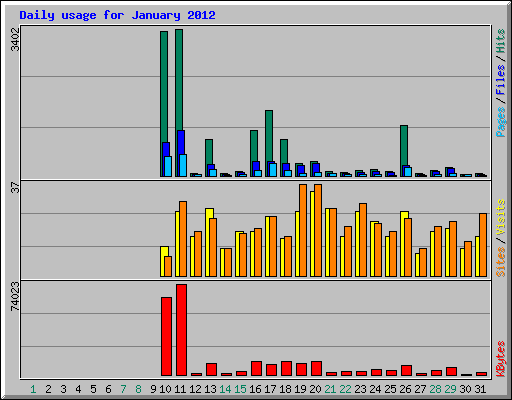 Daily usage for January 2012
3402
Pages / Files / Hits
37
Sites / Visits
74023
KBytes
1 2 3 4 5 6 7 8 9 10 11 12 13 14 15 16 17 18 19 20 21 22 23 24 25 26 27 28 29 30 31